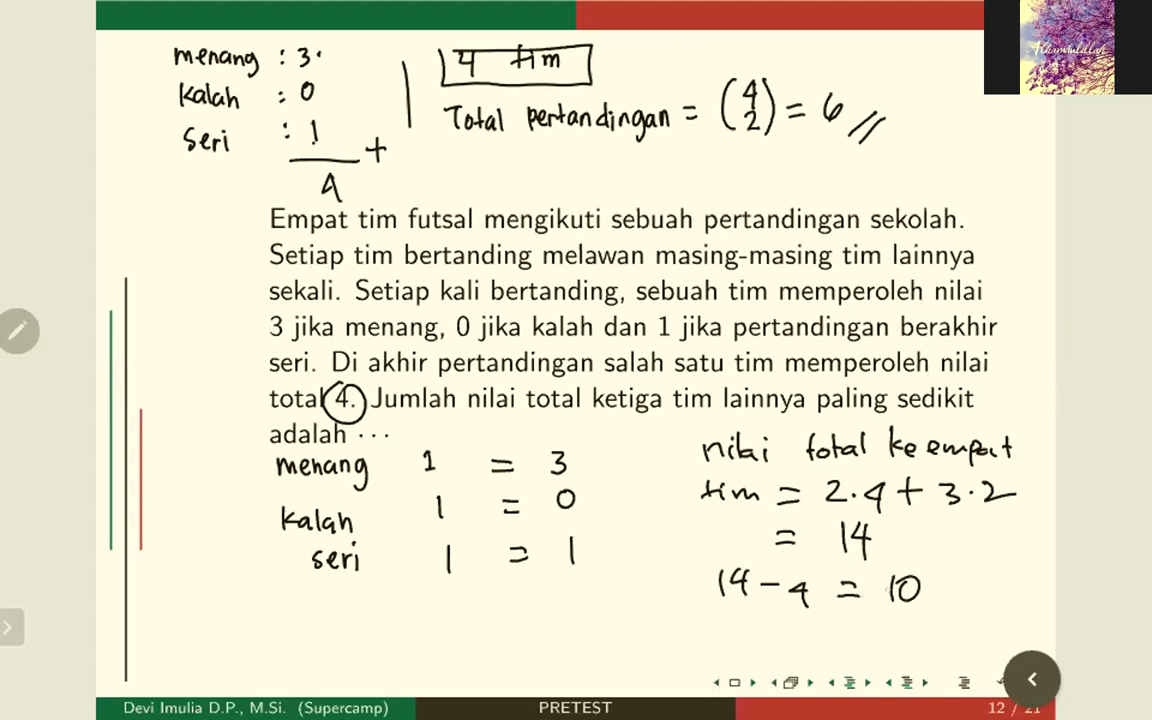 menang : 3.
Kalah : 0
Seri : 1 +
4
4 tim
Total pertandingan = (4 2) = 6 //
Empat tim futsal mengikuti sebuah pertandingan sekolah.
Setiap tim bertanding melawan masing-masing tim lainnya
sekali. Setiap kali bertanding, sebuah tim memperoleh nilai
3 jika menang, 0 jika kalah dan 1 jika pertandingan berakhir
seri. Di akhir pertandingan salah satu tim memperoleh nilai
total 4. Jumlah nilai total ketiga tim lainnya paling sedikit
adalah ⋯
menang 1 = 3
Kalah 1 = 0
seri 1 = 1
nilai total keempat
tim = 2.4 + 3.2
= 14
14 - 4 = 10
Devi Imulia D.P., M.Si. (Supercamp) PRETEST 12 / 21